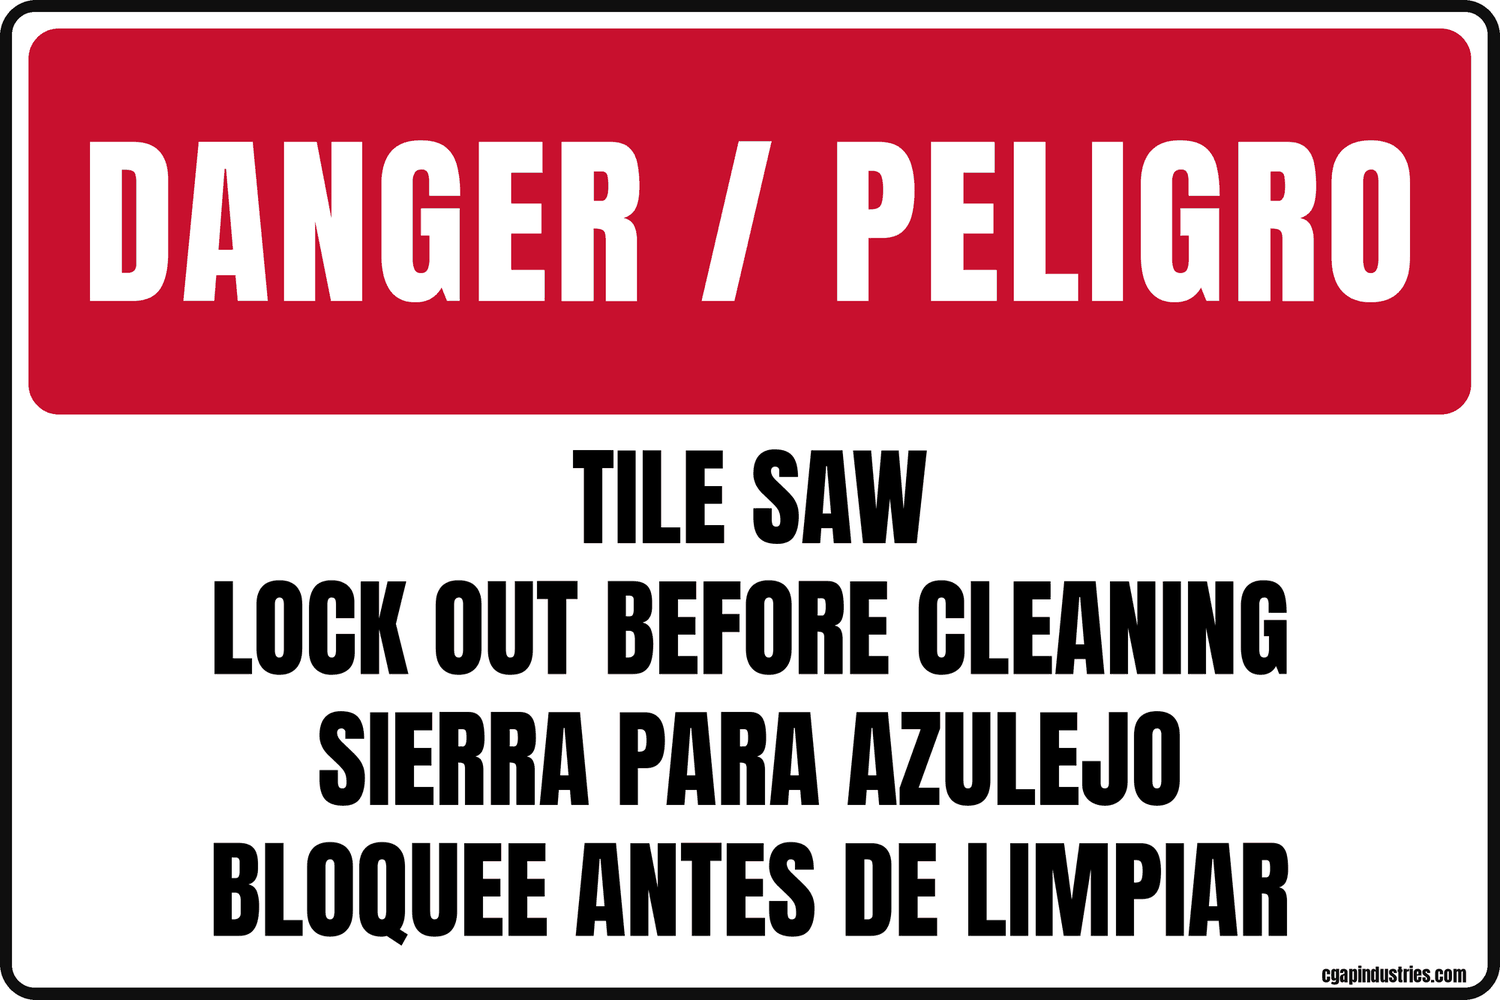 DANGER / PELIGRO
TILE SAW
LOCK OUT BEFORE CLEANING
SIERRA PARA AZULEJO
BLOQUEE ANTES DE LIMPIAR
cgapindustries.com